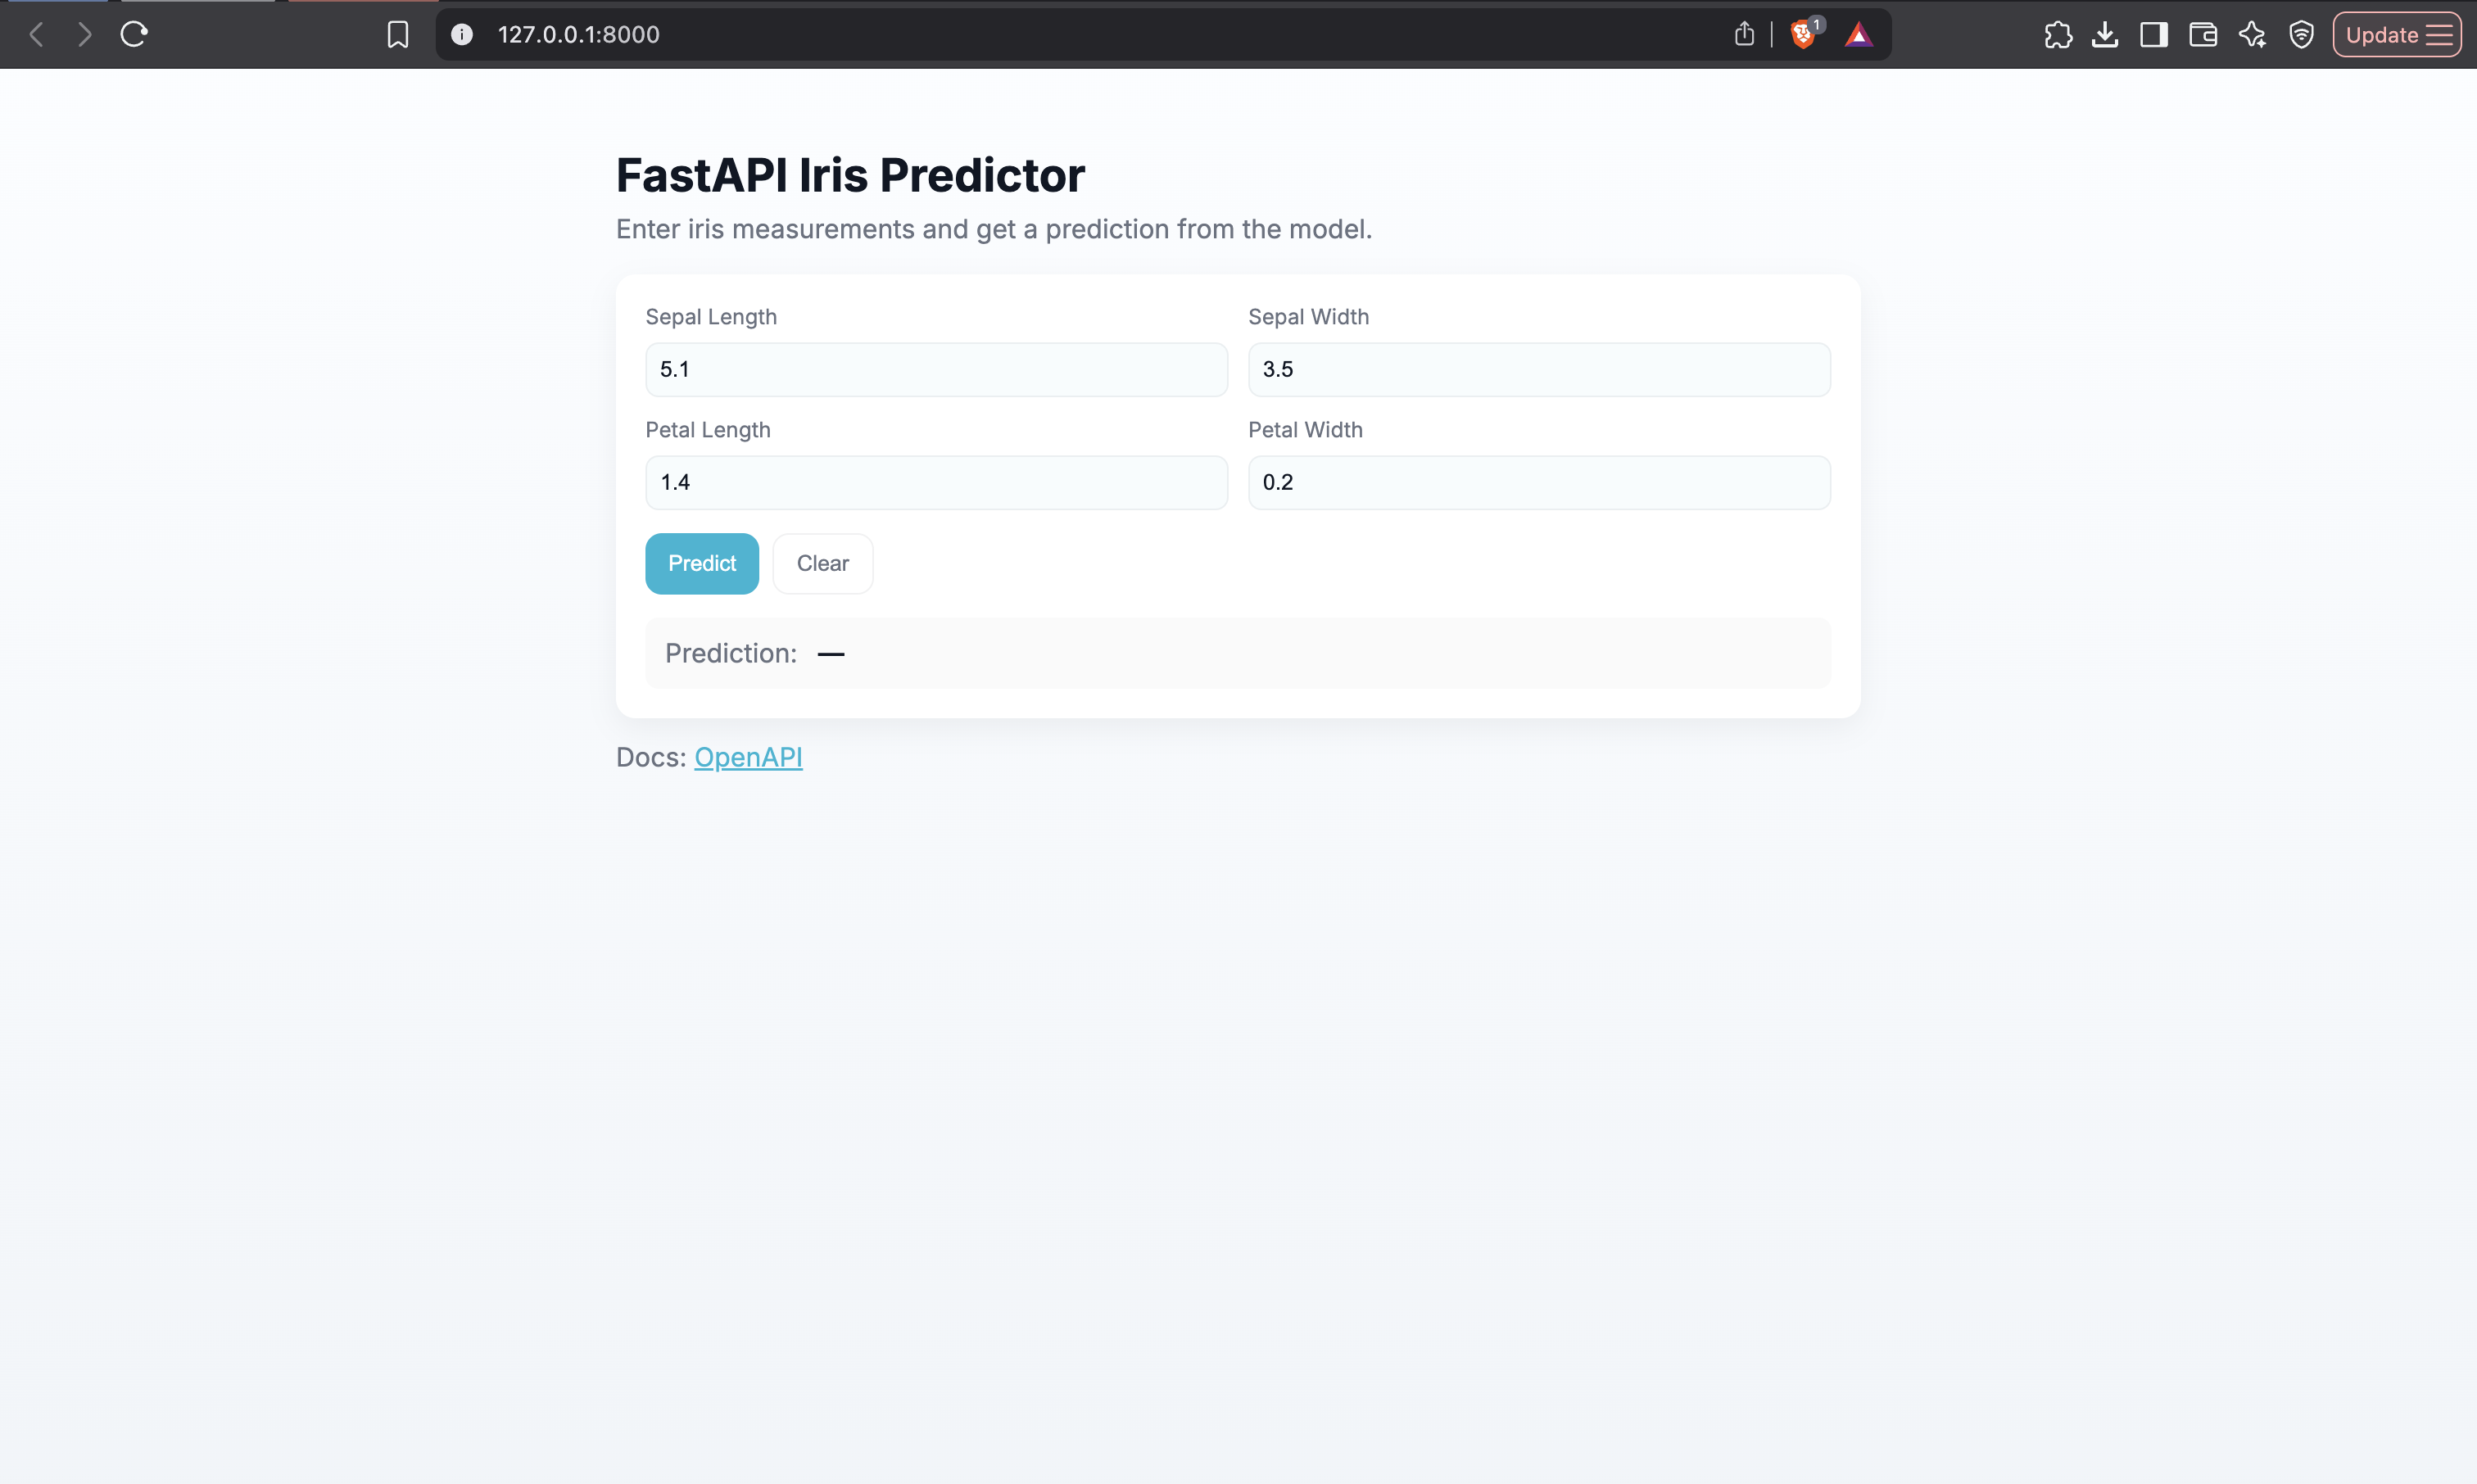 127.0.0.1:8000
1
Update
FastAPI Iris Predictor
Enter iris measurements and get a prediction from the model.
Sepal Length
Sepal Width
5.1
3.5
Petal Length
Petal Width
1.4
0.2
Predict
Clear
Prediction: —
Docs: OpenAPI